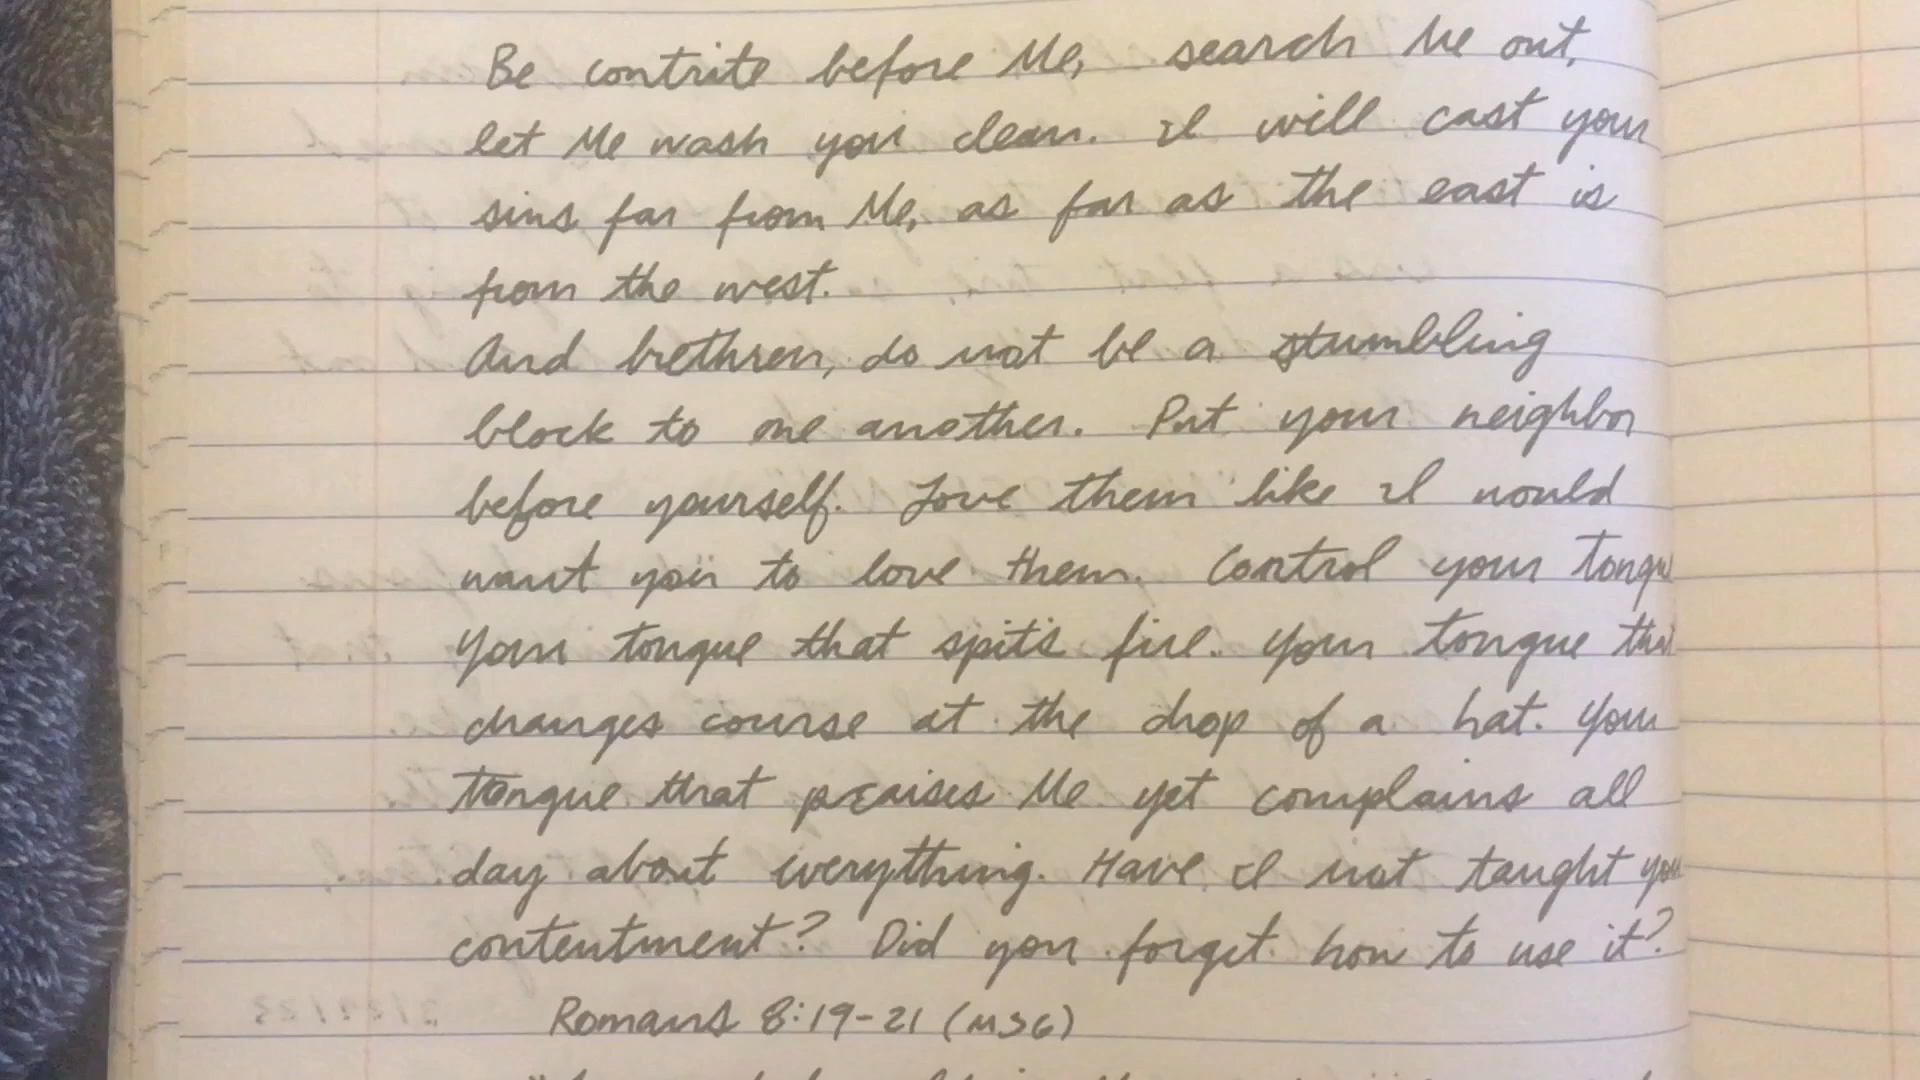 Be contrite before Me, search Me out,
let Me wash you clean. I will cast your
sins far from Me, as far as the east is
from the west.
And brethren, do not be a stumbling
block to one another. Put your neighbor
before yourself. Love them like I would
want you to love them. Control your tongue
Your tongue that spits fire. Your tongue that
changes course at the drop of a hat. Your
tongue that praises Me yet complains all
day about everything. Have I not taught you
contentment? Did you forget how to use it?
Romans 8:19-21 (MSG)